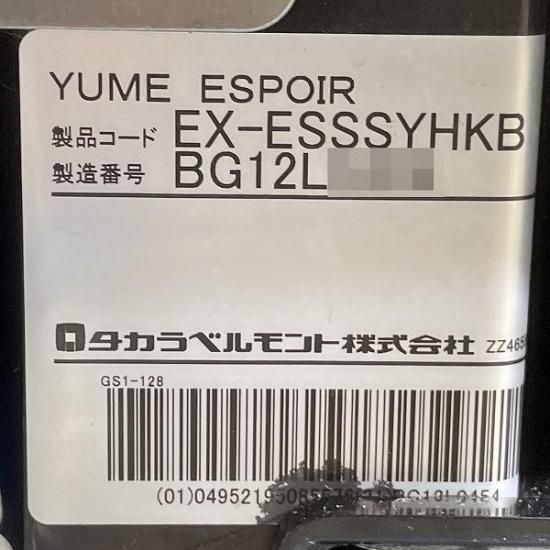 YUME ESPOIR
製品コード EX-ESSSYHKB
製造番号 BG12L
タカラベルモント株式会社 ZZ465
GS1-128